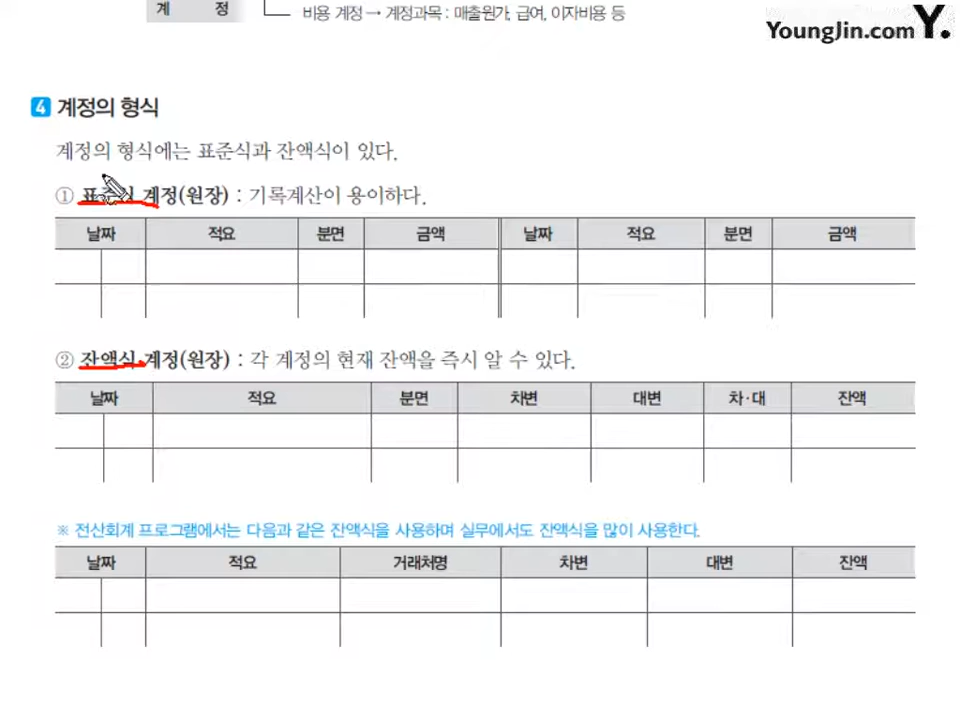 계 정
비용 계정 → 계정과목 : 매출원가, 급여, 이자비용 등
YoungJin.com Y.
4 계정의 형식
계정의 형식에는 표준식과 잔액식이 있다.
① 표준식 계정(원장) : 기록계산이 용이하다.
날짜 적요 분면 금액 날짜 적요 분면 금액
② 잔액식 계정(원장) : 각 계정의 현재 잔액을 즉시 알 수 있다.
날짜 적요 분면 차변 대변 차·대 잔액
※ 전산회계 프로그램에서는 다음과 같은 잔액식을 사용하며 실무에서도 잔액식을 많이 사용한다.
날짜 적요 거래처명 차변 대변 잔액